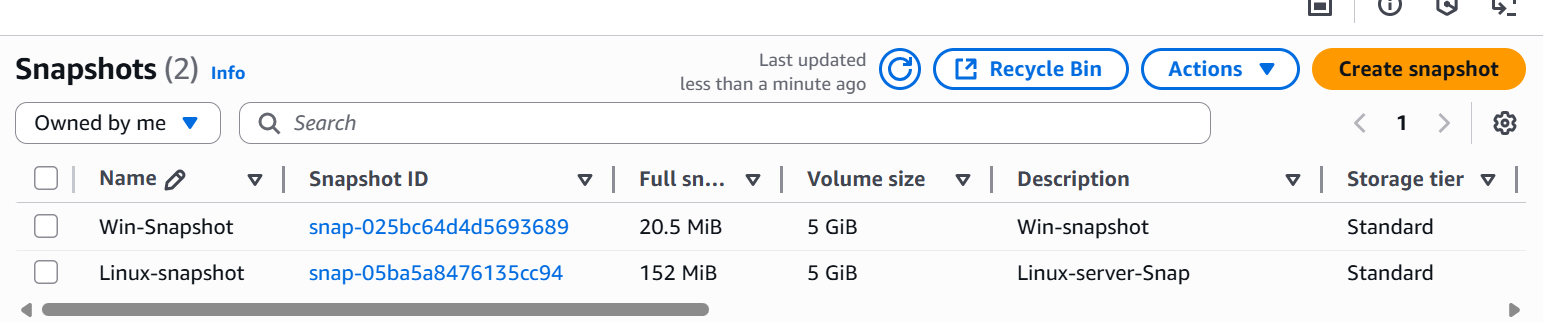 Snapshots (2) Info
Last updated
less than a minute ago
Recycle Bin
Actions
Create snapshot
Owned by me
Search
1
Name Snapshot ID Full sn... Volume size Description Storage tier
Win-Snapshot snap-025bc64d4d5693689 20.5 MiB 5 GiB Win-snapshot Standard
Linux-snapshot snap-05ba5a8476135cc94 152 MiB 5 GiB Linux-server-Snap Standard